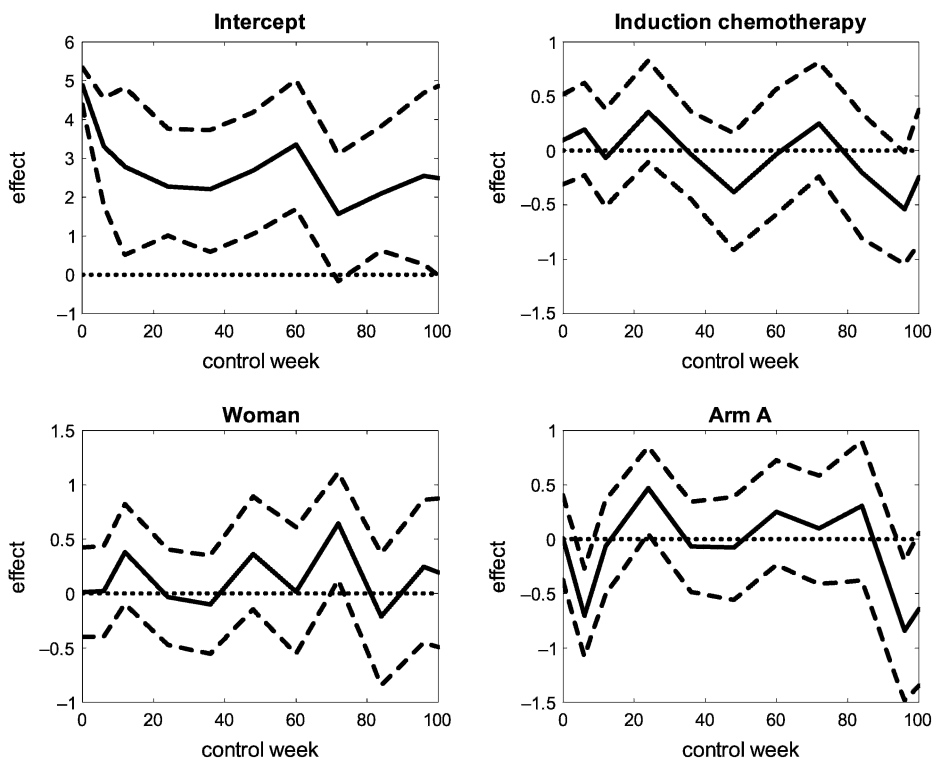 Intercept
6
5
4
3
2
1
0
–1
effect
0 20 40 60 80 100
control week
Induction chemotherapy
1
0.5
0
–0.5
–1
–1.5
effect
0 20 40 60 80 100
control week
Woman
1.5
1
0.5
0
–0.5
–1
effect
0 20 40 60 80 100
control week
Arm A
1
0.5
0
–0.5
–1
–1.5
effect
0 20 40 60 80 100
control week